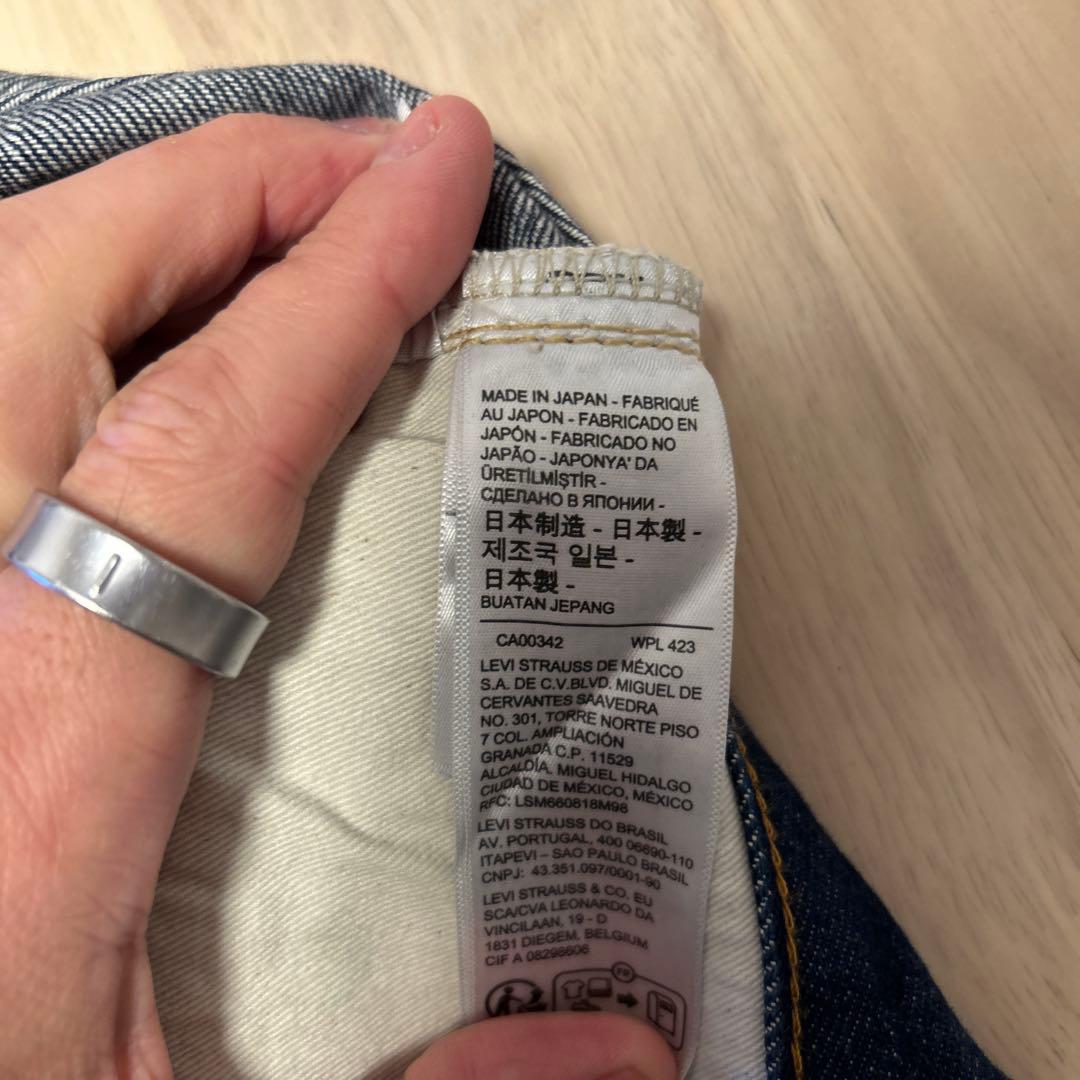 MADE IN JAPAN - FABRIQUÉ
AU JAPON - FABRICADO EN
JAPÓN - FABRICADO NO
JAPÃO - JAPONYA' DA
ÜRETİLMİŞTİR -
СДЕЛАНО В ЯПОНИИ -
日本制造 - 日本製 -
제조국 일본 -
日本製 -
BUATAN JEPANG
CA00342 WPL 423
LEVI STRAUSS DE MÉXICO
S.A. DE C.V.BLVD. MIGUEL DE
CERVANTES SAAVEDRA
NO. 301, TORRE NORTE PISO
7 COL. AMPLIACIÓN
GRANADA C.P. 11529
ALCALDÍA. MIGUEL HIDALGO
CIUDAD DE MÉXICO, MÉXICO
RFC: LSM660818M98
LEVI STRAUSS DO BRASIL
AV. PORTUGAL, 400 06690-110
ITAPEVI – SAO PAULO BRASIL
CNPJ: 43.351.097/0001-90
LEVI STRAUSS & CO. EU
SCA/CVA LEONARDO DA
VINCILAAN, 19 - D
1831 DIEGEM, BELGIUM
CIF A 08298606
FR